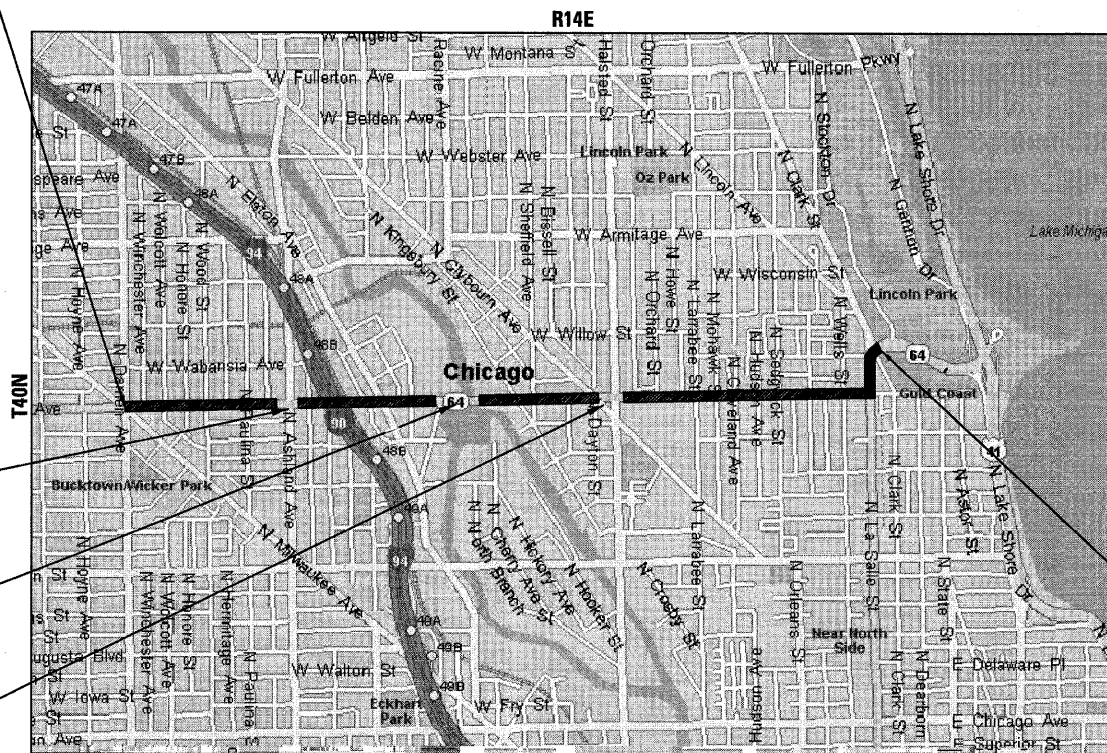 R14E
T40N
W Altgeld St
W Montana St
W Fullerton Ave
W Fullerton Pkwy
Racine Ave
Halsted St
Orchard St
47A
47A
47B
48A
W Belden Ave
W Webster Ave
Lincoln Park
Oz Park
N Lincoln Ave
N Clark St
N Stockton Dr
N Cannon Dr
N Lake Shore Dr
Lake Michiga
N Elston Ave
N Kingsbury St
N Clybourn Ave
N Sheffield Ave
N Bissell St
W Armitage Ave
W Wisconsin St
Lincoln Park
N Hoyne Ave
N Winchester Ave
N Wolcott Ave
N Honore St
N Wood St
94
48A
48B
W Wabansia Ave
W Willow St
N Orchard St
N Howe St
N Larrabee St
N Mohawk St
N Cleveland Ave
N Hudson Ave
N Sedgwick St
N Wells St
64
Gold Coast
Chicago
64
N Damen Ave
N Paulina St
N Ashland Ave
90
48B
N Dayton St
41
Bucktown/Wicker Park
49A
94
N Milwaukee Ave
N Hoyne Ave
N Winchester Ave
N Wolcott Ave
N Honore St
N Hermitage Ave
N Paulina S
N North Branch St
N Cherry Ave
N Hickory Ave
N Hooker St
N Crosby St
N Larrabee St
N Orleans St
N La Salle St
N Clark St
N Astor St
N State St
N Lake Shore Dr
Near North
Side
ugusta Blvd
W Iowa St
W Walton St
49B
Eckhart
Park
W Fry St
Hudson Ave
N Clark St
N Dearborn
E Delaware Pl
E Chicago Ave
E Superior St